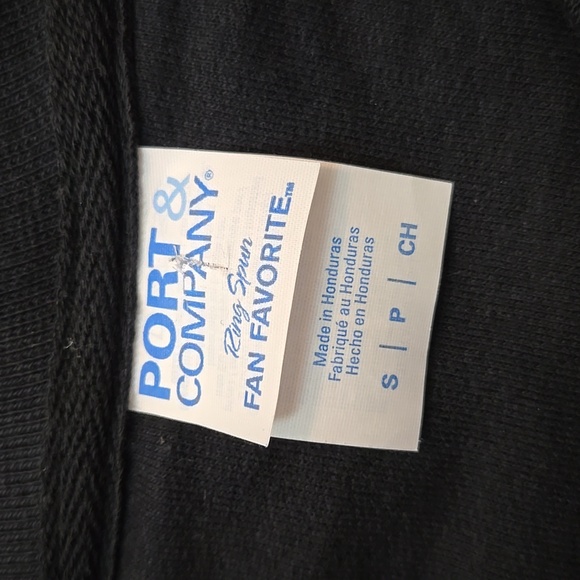 PORT &
COMPANY®
Ring Spun
FAN FAVORITE™
Made in Honduras
Fabriqué au Honduras
Hecho en Honduras
S | P | CH